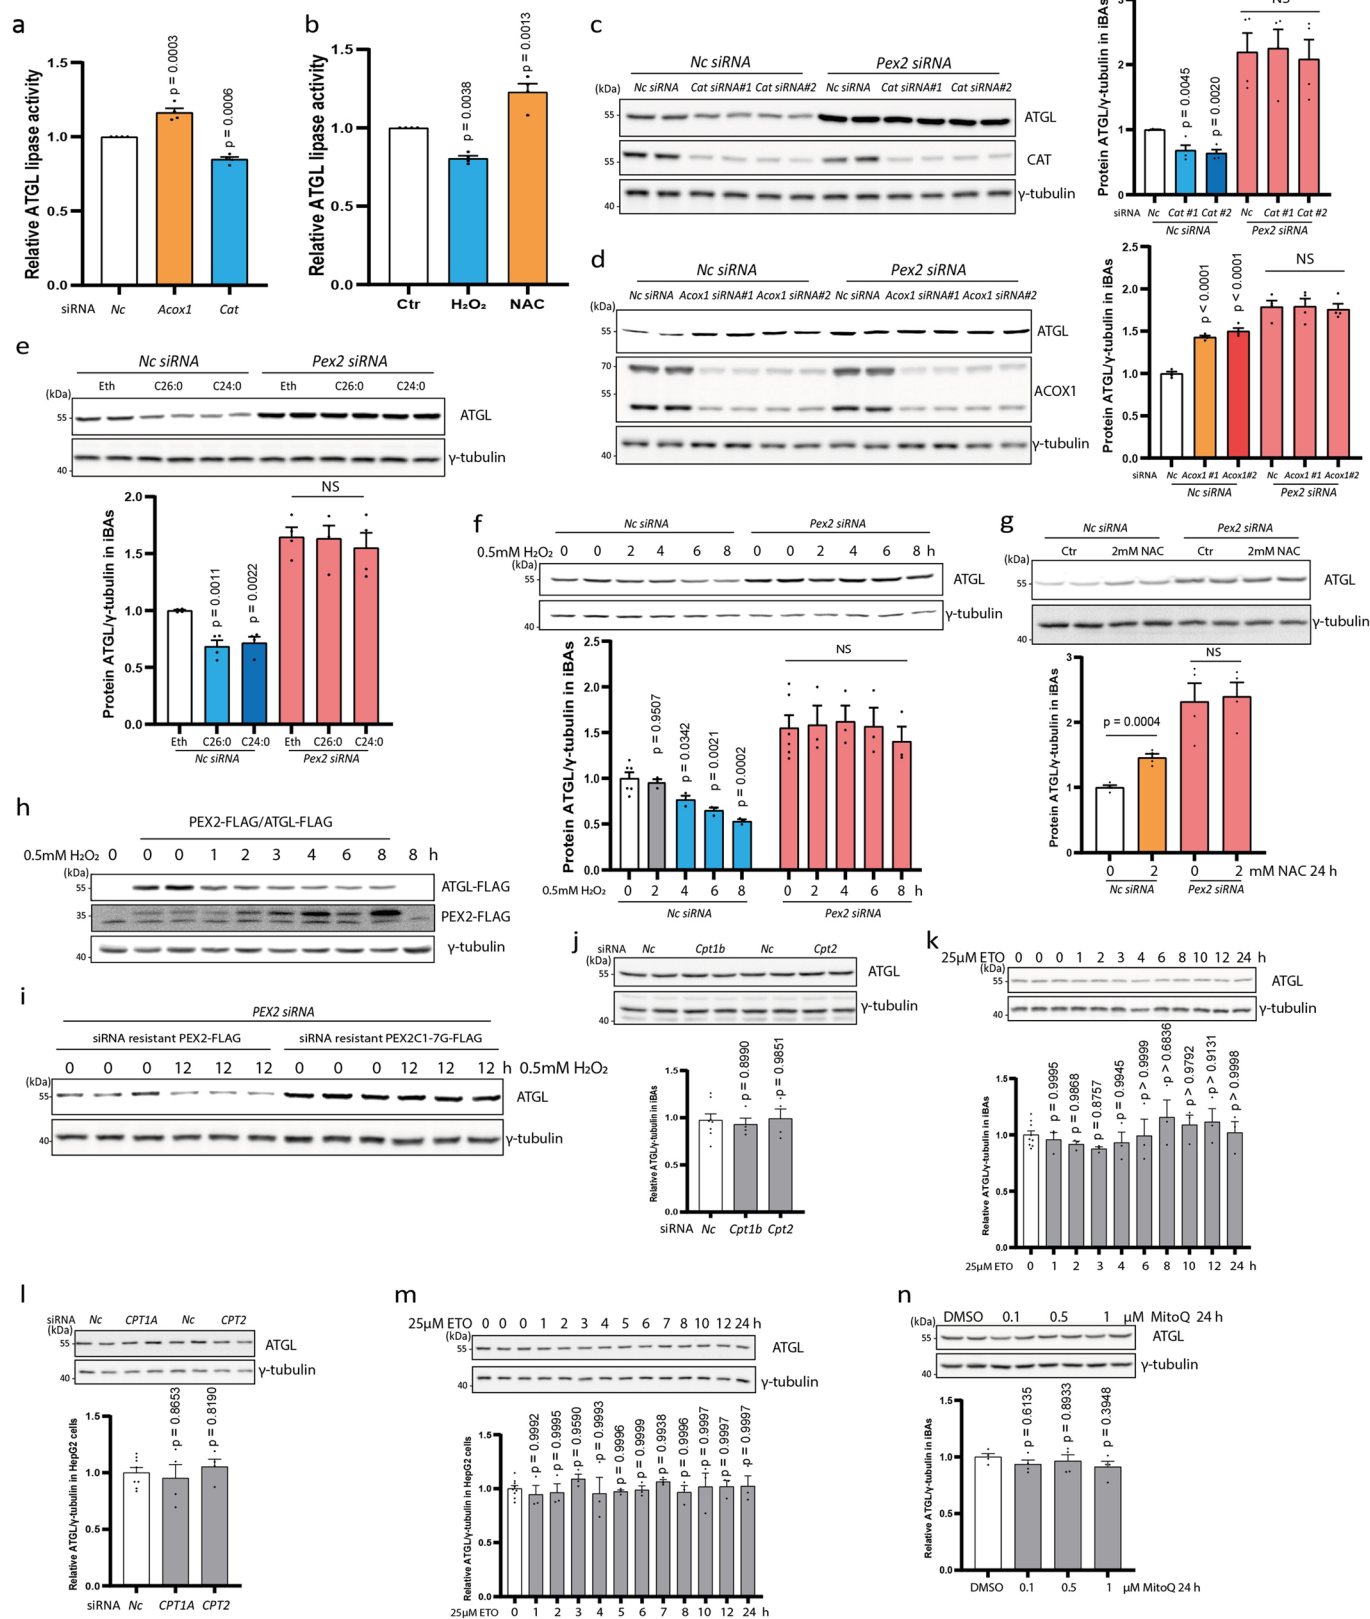 a
Relative ATGL lipase activity
1.5
1.0
0.5
0.0
p = 0.0003
p = 0.0006
siRNA Nc Acox1 Cat
b
Relative ATGL lipase activity
1.5
1.0
0.5
0.0
p = 0.0038
p = 0.0013
Ctr H₂O₂ NAC
c
Nc siRNA Pex2 siRNA
(kDa) Nc siRNA Cat siRNA#1 Cat siRNA#2 Nc siRNA Cat siRNA#1 Cat siRNA#2
55 ATGL
55 CAT
40 γ-tubulin
Protein ATGL/γ-tubulin in iBAs
3
2
1
0
p = 0.0045
p = 0.0020
NS
siRNA Nc Cat #1 Cat #2 Nc Cat #1 Cat #2
Nc siRNA Pex2 siRNA
d
Nc siRNA Pex2 siRNA
Nc siRNA Acox1 siRNA#1 Acox1 siRNA#2 Nc siRNA Acox1 siRNA#1 Acox1 siRNA#2
(kDa)
55 ATGL
70
55 ACOX1
40 γ-tubulin
Protein ATGL/γ-tubulin in iBAs
2.5
2.0
1.5
1.0
0.5
0.0
p < 0.0001
p < 0.0001
NS
siRNA Nc Acox1 #1 Acox1#2 Nc Acox1 #1 Acox1#2
Nc siRNA Pex2 siRNA
e
Nc siRNA Pex2 siRNA
Eth C26:0 C24:0 Eth C26:0 C24:0
(kDa)
55 ATGL
40 γ-tubulin
Protein ATGL/γ-tubulin in iBAs
2.0
1.5
1.0
0.5
0.0
p = 0.0011
p = 0.0022
NS
Eth C26:0 C24:0 Eth C26:0 C24:0
Nc siRNA Pex2 siRNA
f
Nc siRNA Pex2 siRNA
0.5mM H₂O₂ 0 0 2 4 6 8 0 0 2 4 6 8 h
(kDa)
55 ATGL
40 γ-tubulin
Protein ATGL/γ-tubulin in iBAs
2.5
2.0
1.5
1.0
0.5
0.0
p = 0.9507
p = 0.0342
p = 0.0021
p = 0.0002
NS
0.5mM H₂O₂ 0 2 4 6 8 0 2 4 6 8 h
Nc siRNA Pex2 siRNA
g
Nc siRNA Pex2 siRNA
Ctr 2mM NAC Ctr 2mM NAC
(kDa)
55 ATGL
40 γ-tubulin
Protein ATGL/γ-tubulin in iBAs
3
2
1
0
p = 0.0004
NS
0 2 0 2 mM NAC 24 h
Nc siRNA Pex2 siRNA
h
PEX2-FLAG/ATGL-FLAG
0.5mM H₂O₂ 0 0 0 1 2 3 4 6 8 8 h
(kDa)
55 ATGL-FLAG
35 PEX2-FLAG
40 γ-tubulin
i
PEX2 siRNA
siRNA resistant PEX2-FLAG siRNA resistant PEX2C1-7G-FLAG
0 0 0 12 12 12 0 0 0 12 12 12 h 0.5mM H₂O₂
(kDa)
55 ATGL
40 γ-tubulin
j
siRNA Nc Cpt1b Nc Cpt2
(kDa)
55 ATGL
40 γ-tubulin
Relative ATGL/γ-tubulin in iBAs
1.5
1.0
0.5
0.0
p = 0.8990
p = 0.9851
siRNA Nc Cpt1b Cpt2
k
25μM ETO 0 0 0 1 2 3 4 6 8 10 12 24 h
(kDa)
55 ATGL
40 γ-tubulin
Relative ATGL/γ-tubulin in iBAs
1.5
1.0
0.5
0.0
p = 0.9995
p = 0.9868
p = 0.8757
p = 0.9945
p > 0.9999
p > 0.6836
p > 0.9792
p > 0.9131
p > 0.9998
25μM ETO 0 1 2 3 4 6 8 10 12 24 h
l
siRNA Nc CPT1A Nc CPT2
(kDa)
55 ATGL
40 γ-tubulin
Relative ATGL/γ-tubulin in HepG2 cells
1.5
1.0
0.5
0.0
p = 0.8653
p = 0.8190
siRNA Nc CPT1A CPT2
m
25μM ETO 0 0 0 1 2 3 4 5 6 7 8 10 12 24 h
(kDa)
55 ATGL
40 γ-tubulin
Relative ATGL/γ-tubulin in HepG2 cells
1.5
1.0
0.5
0.0
p = 0.9992
p = 0.9995
p = 0.9590
p = 0.9993
p = 0.9996
p = 0.9999
p = 0.9938
p = 0.9996
p = 0.9997
p = 0.9997
p = 0.9997
25μM ETO 0 1 2 3 4 5 6 7 8 10 12 24 h
n
DMSO 0.1 0.5 1 μM MitoQ 24 h
(kDa)
55 ATGL
40 γ-tubulin
Relative ATGL/γ-tubulin in iBAs
1.5
1.0
0.5
0.0
p = 0.6135
p = 0.8933
p = 0.3948
DMSO 0.1 0.5 1 μM MitoQ 24 h